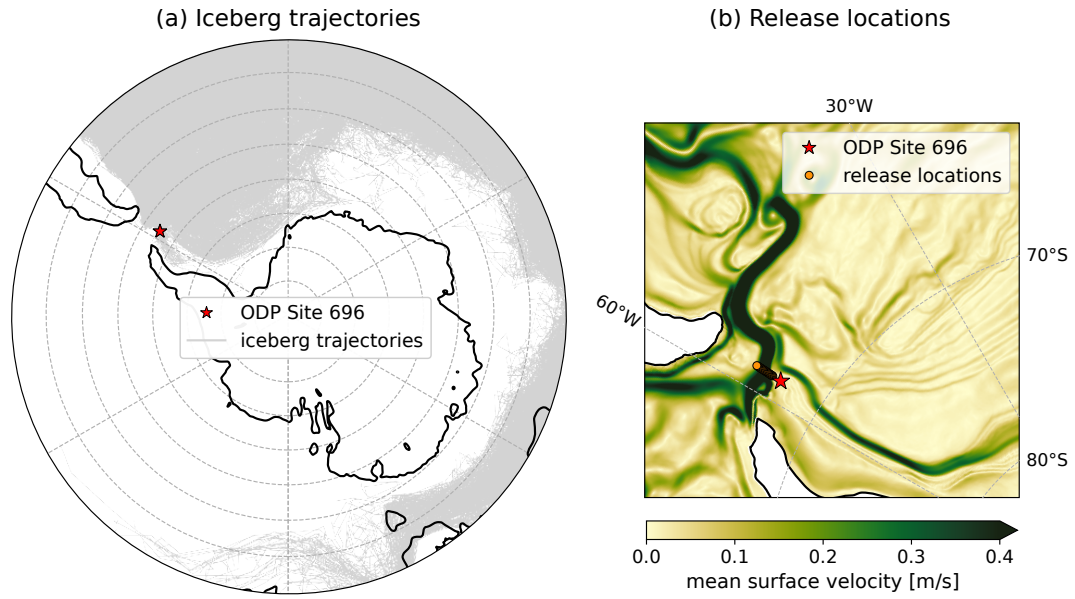 (a) Iceberg trajectories
ODP Site 696
iceberg trajectories
(b) Release locations
30°W
ODP Site 696
release locations
70°S
60°W
80°S
0.0 0.1 0.2 0.3 0.4
mean surface velocity [m/s]